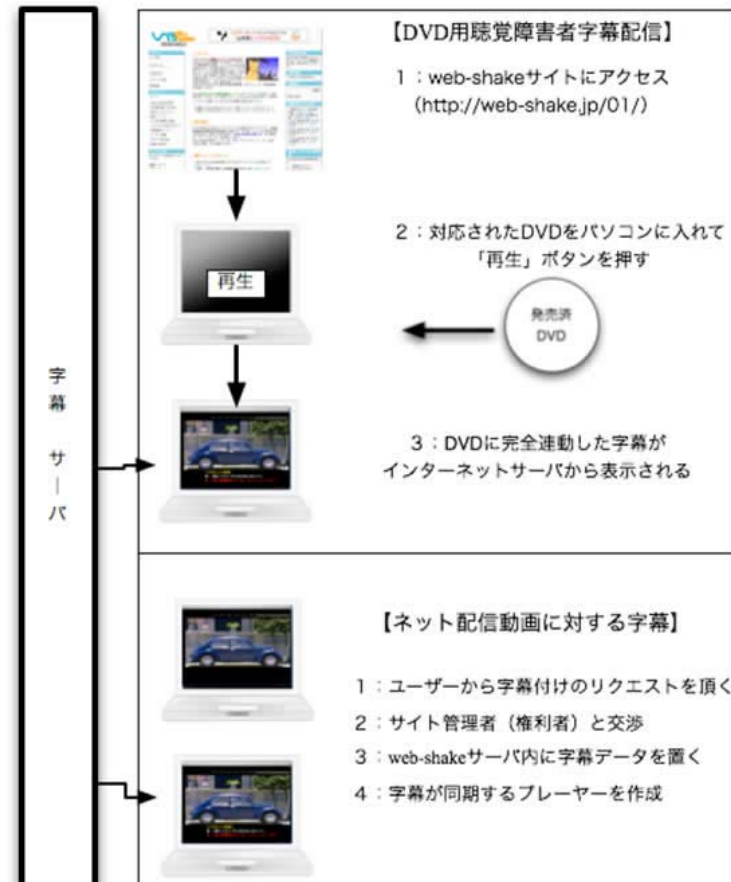 字幕 サーバ
【DVD用聴覚障害者字幕配信】
1：web-shakeサイトにアクセス
（http://web-shake.jp/01/）
再生
2：対応されたDVDをパソコンに入れて
「再生」ボタンを押す
発売済
DVD
3：DVDに完全連動した字幕が
インターネットサーバから表示される
【ネット配信動画に対する字幕】
1：ユーザーから字幕付けのリクエストを頂く
2：サイト管理者（権利者）と交渉
3：web-shakeサーバ内に字幕データを置く
4：字幕が同期するプレーヤーを作成